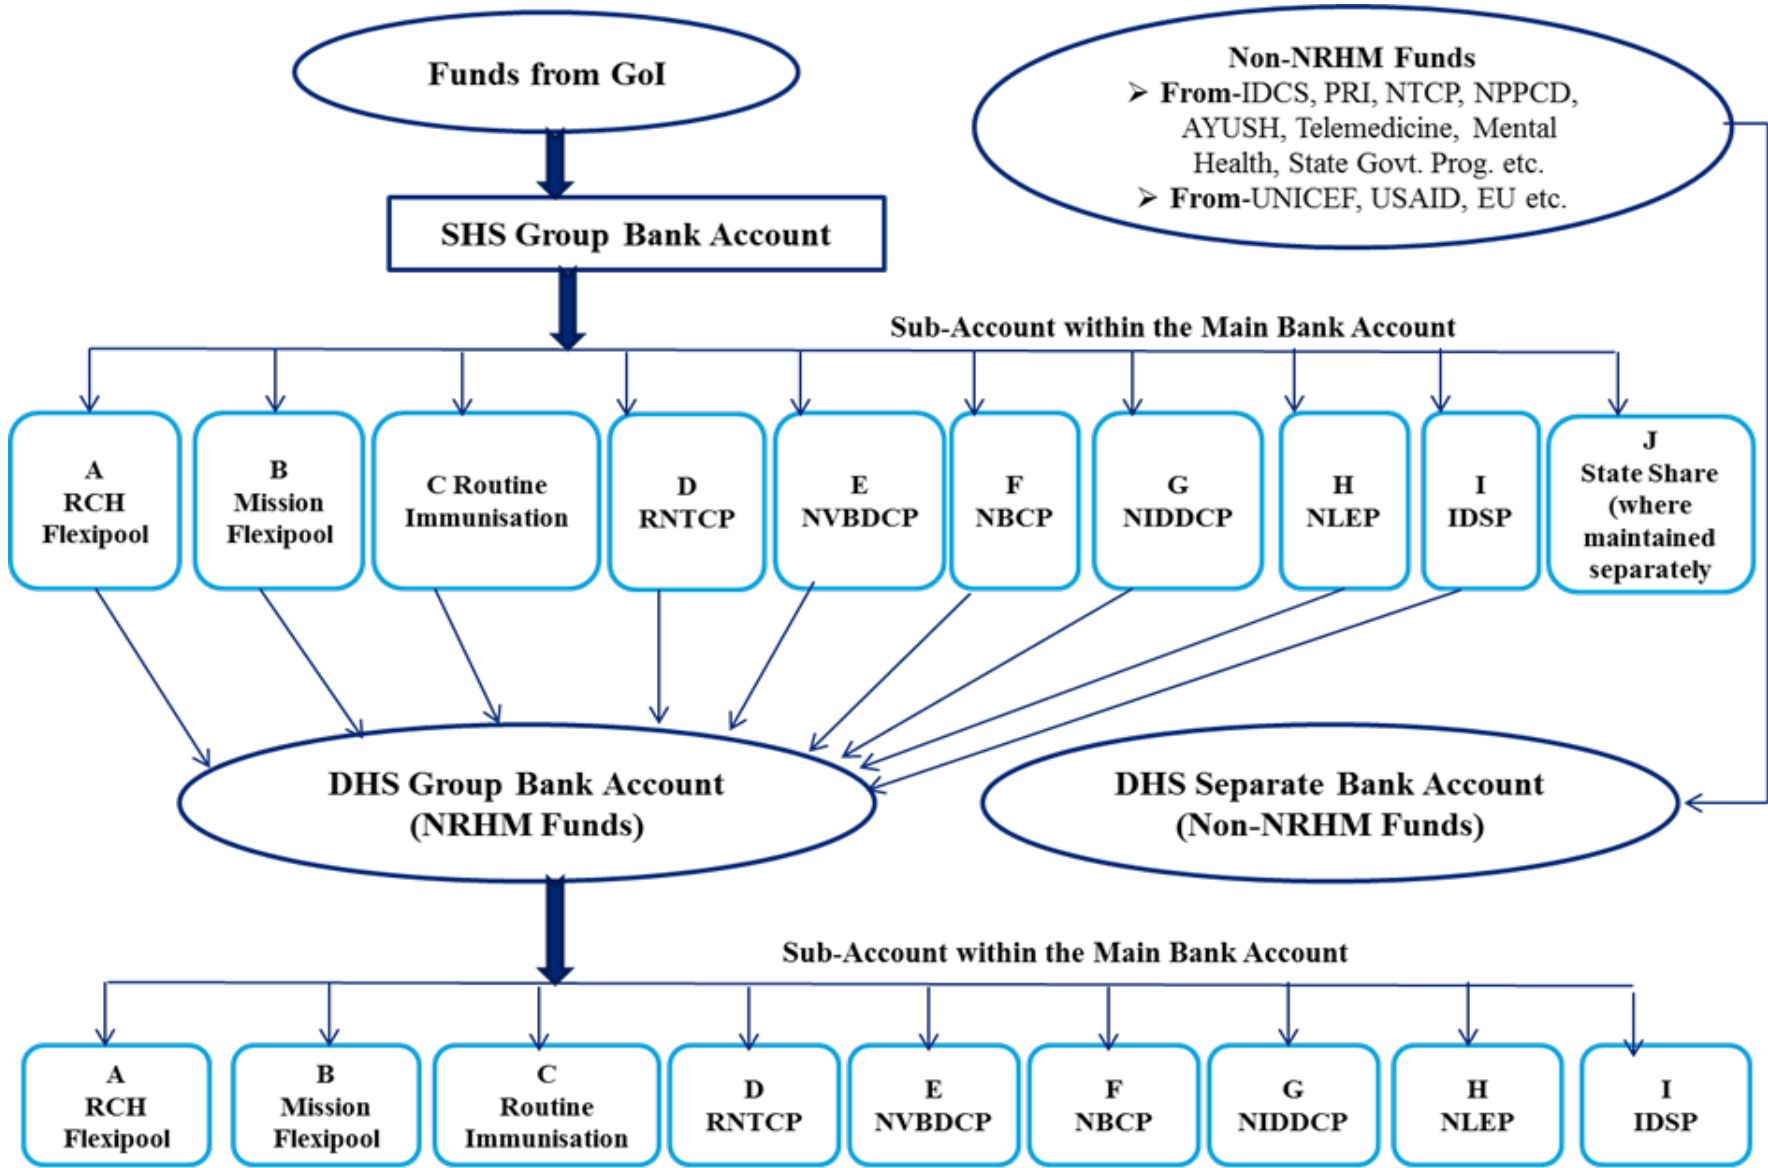 Funds from GoI
Non-NRHM Funds
➢ From-IDCS, PRI, NTCP, NPPCD,
AYUSH, Telemedicine, Mental
Health, State Govt. Prog. etc.
➢ From-UNICEF, USAID, EU etc.
SHS Group Bank Account
Sub-Account within the Main Bank Account
A
RCH
Flexipool
B
Mission
Flexipool
C Routine
Immunisation
D
RNTCP
E
NVBDCP
F
NBCP
G
NIDDCP
H
NLEP
I
IDSP
J
State Share
(where
maintained
separately
DHS Group Bank Account
(NRHM Funds)
DHS Separate Bank Account
(Non-NRHM Funds)
Sub-Account within the Main Bank Account
A
RCH
Flexipool
B
Mission
Flexipool
C
Routine
Immunisation
D
RNTCP
E
NVBDCP
F
NBCP
G
NIDDCP
H
NLEP
I
IDSP